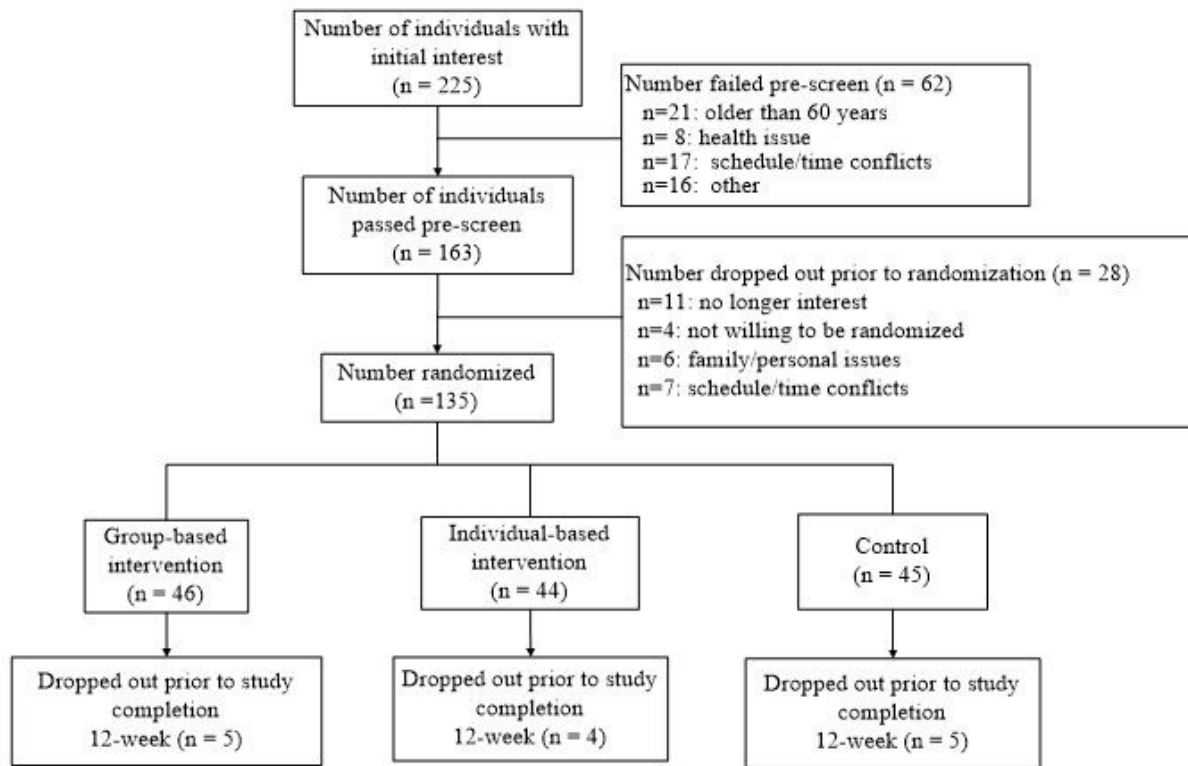 Number of individuals with
initial interest
(n = 225)
Number failed pre-screen (n = 62)
n=21: older than 60 years
n= 8: health issue
n=17:  schedule/time conflicts
n=16:  other
Number of individuals
passed pre-screen
(n = 163)
Number dropped out prior to randomization (n = 28)
n=11: no longer interest
n=4: not willing to be randomized
n=6: family/personal issues
n=7: schedule/time conflicts
Number randomized
(n =135)
Group-based
intervention
(n = 46)
Individual-based
intervention
(n = 44)
Control
(n = 45)
Dropped out prior to study
completion
12-week (n = 5)
Dropped out prior to study
completion
12-week (n = 4)
Dropped out prior to study
completion
12-week (n = 5)